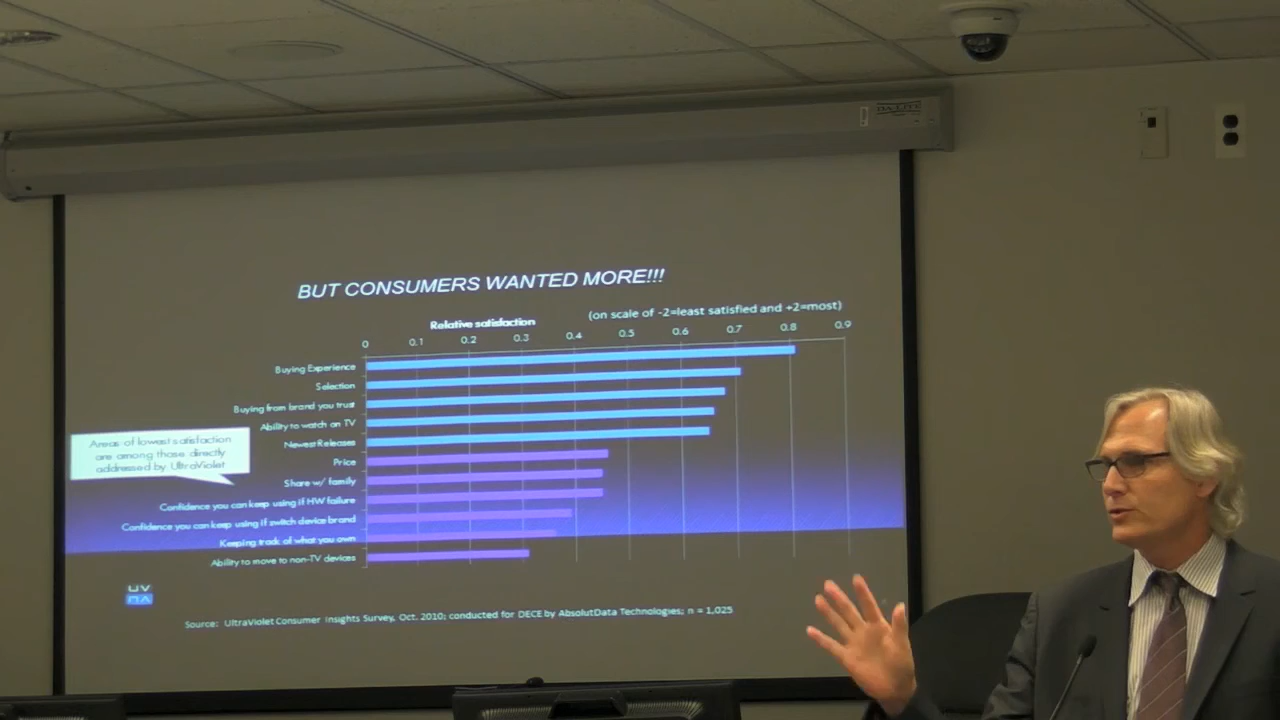 DA-LITE
BUT CONSUMERS WANTED MORE!!!
(on scale of -2=least satisfied and +2=most)
Relative satisfaction
0 0.1 0.2 0.3 0.4 0.5 0.6 0.7 0.8 0.9
Buying Experience
Selection
Buying from brand you trust
Ability to watch on TV
Newest Releases
Price
Share w/ family
Confidence you can keep using if HW failure
Confidence you can keep using if switch device brand
Keeping track of what you own
Ability to move to non-TV devices
Areas of lowest satisfaction
are among those directly
addressed by UltraViolet
UV
Source: UltraViolet Consumer Insights Survey, Oct. 2010; conducted for DECE by AbsolutData Technologies; n = 1,025